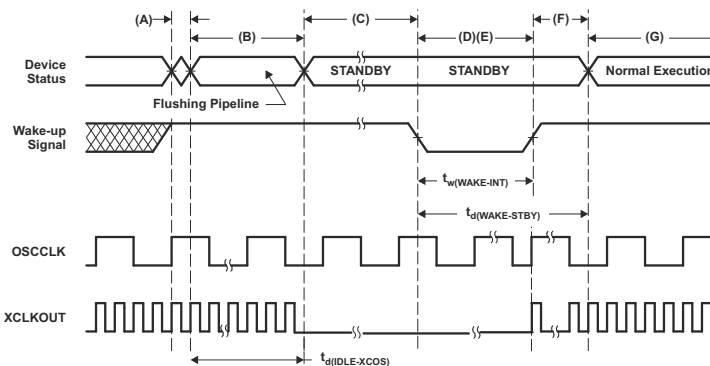 (A)
(B)
(C)
(D)(E)
(F)
(G)
Device
Status
STANDBY
STANDBY
Normal Execution
Flushing Pipeline
Wake-up
Signal
tw(WAKE-INT)
td(WAKE-STBY)
OSCCLK
XCLKOUT
td(IDLE-XCOS)